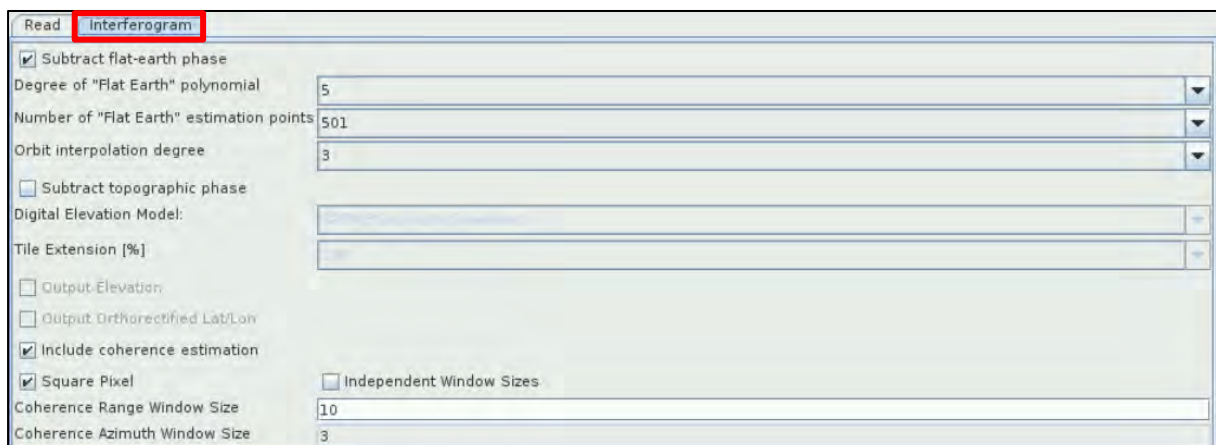 Read Interferogram
Subtract flat-earth phase
Degree of "Flat Earth" polynomial 5
Number of "Flat Earth" estimation points 501
Orbit interpolation degree 3
Subtract topographic phase
Digital Elevation Model:
Tile Extension [%]
Output Elevation
Output Orthorectified Lat/Lon
Include coherence estimation
Square Pixel Independent Window Sizes
Coherence Range Window Size 10
Coherence Azimuth Window Size 3